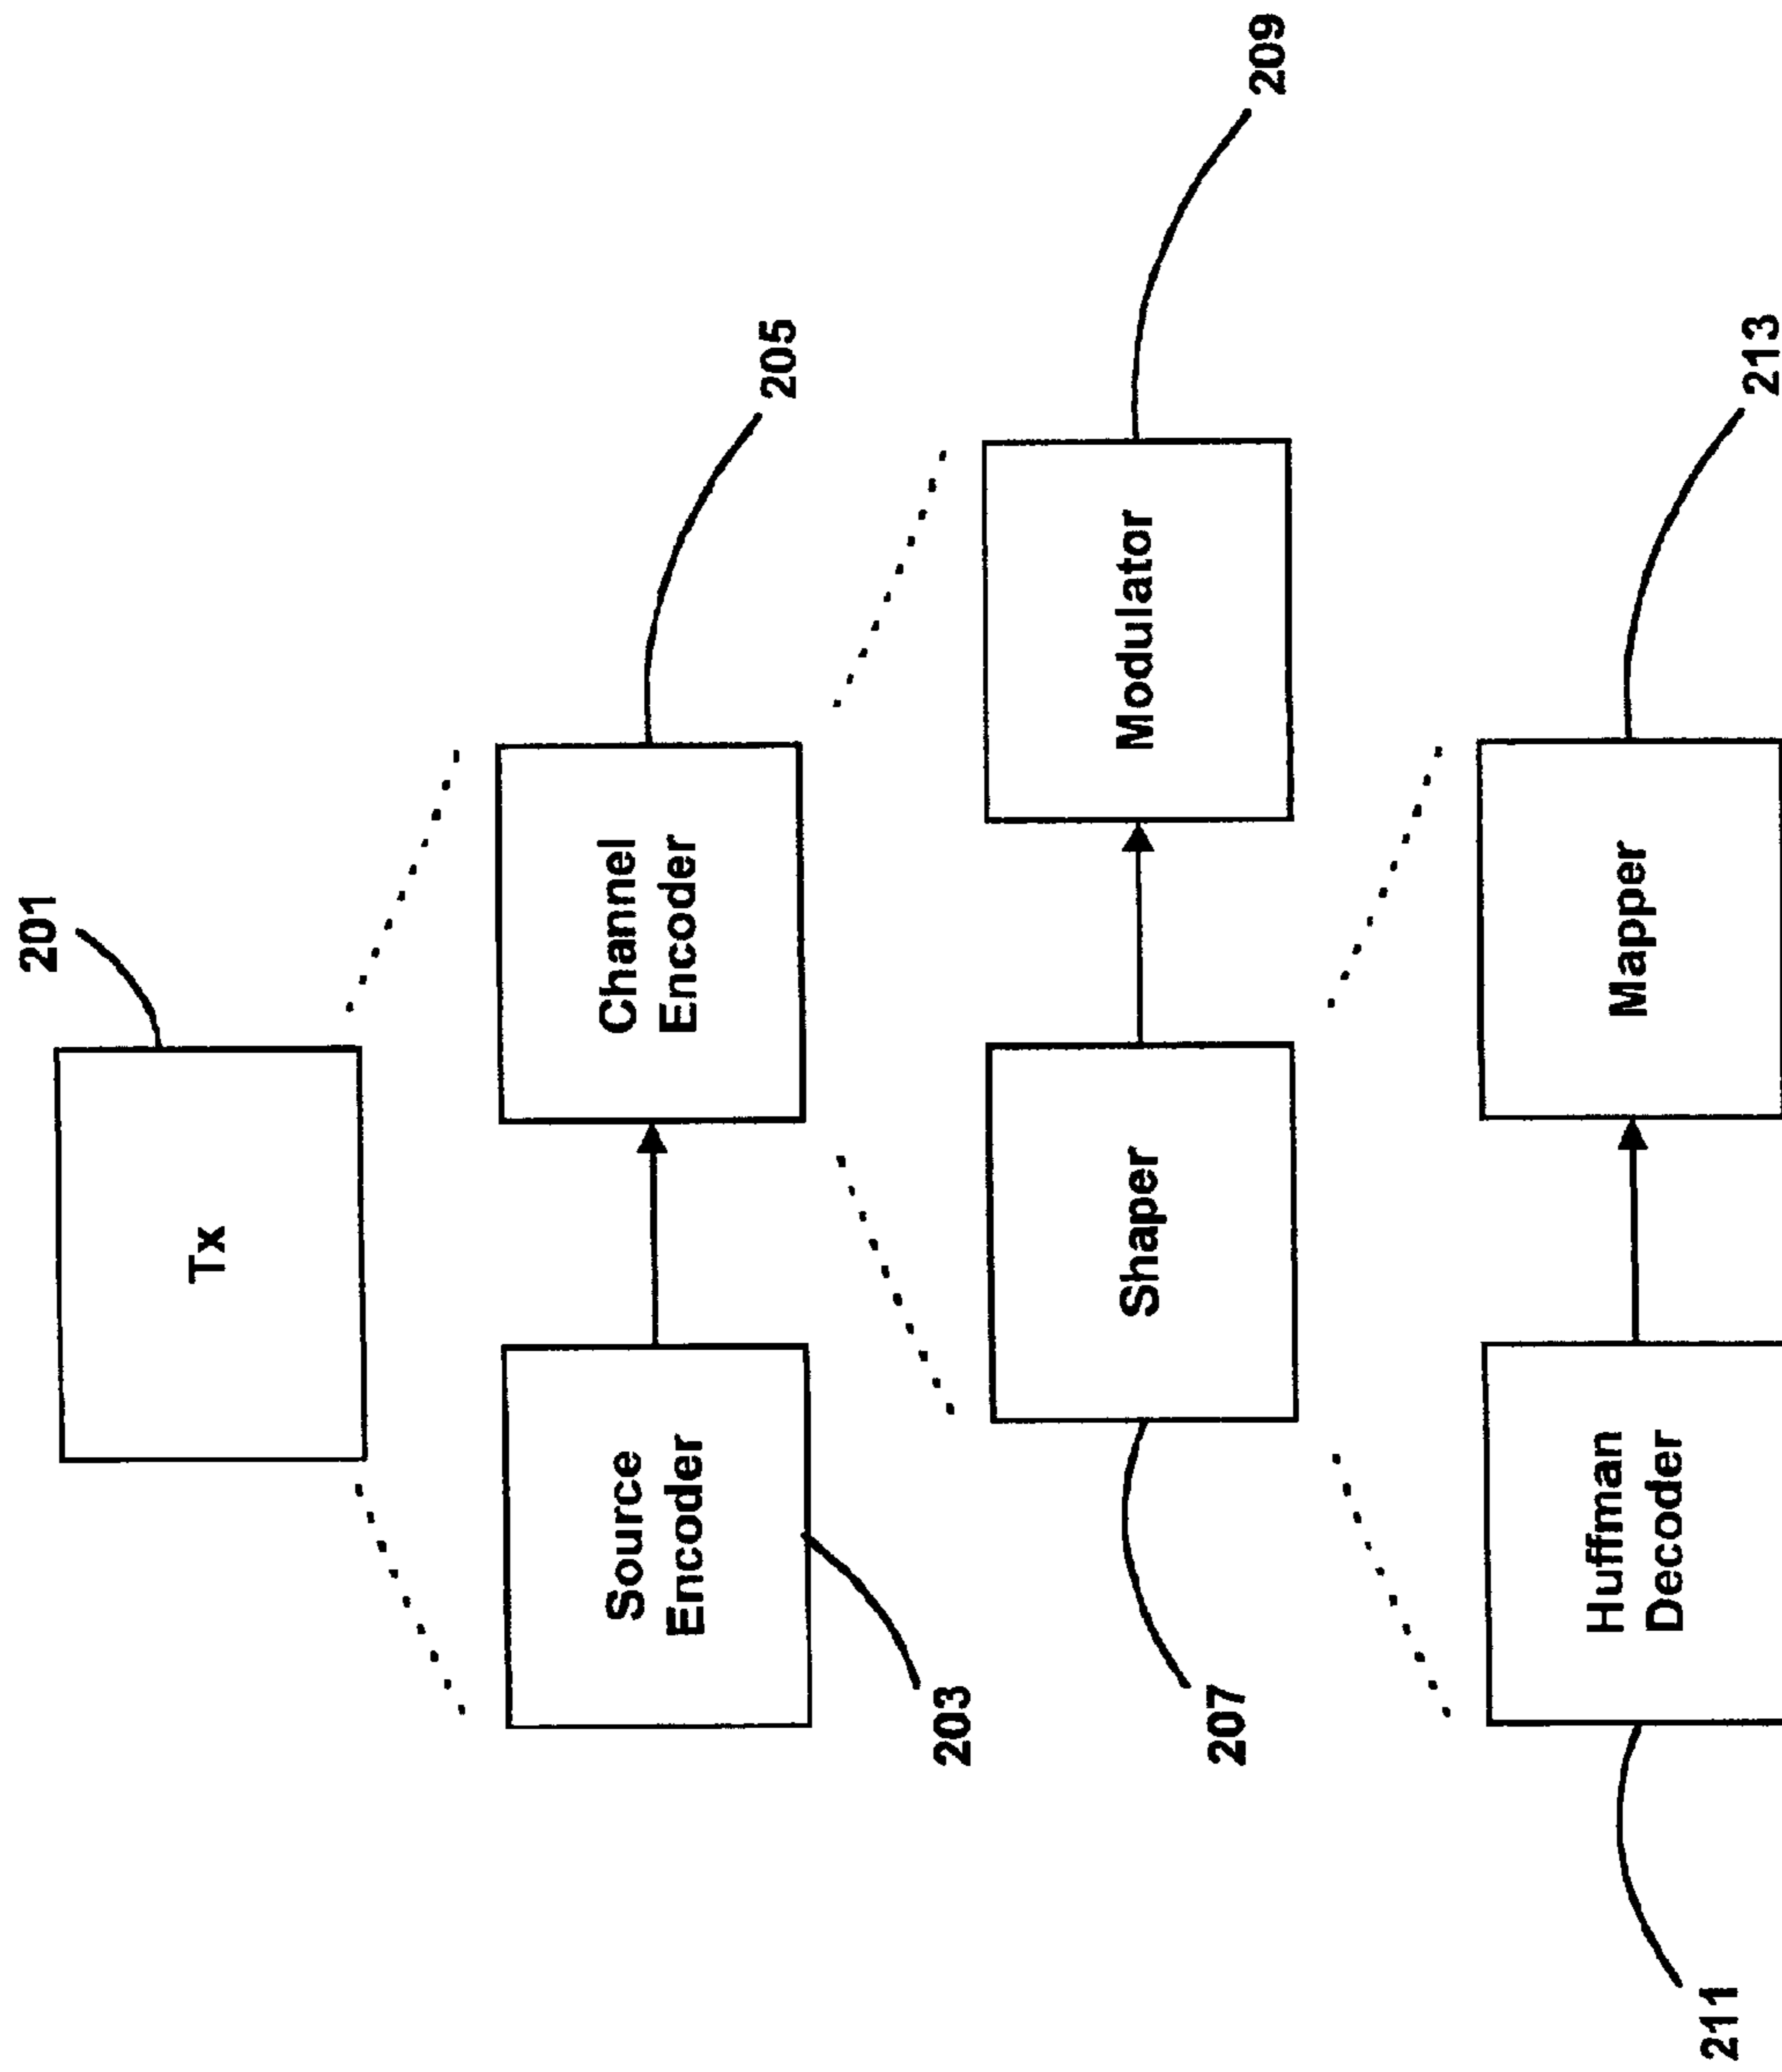 201
Tx
Source
Encoder
Channel
Encoder
203
205
Shaper
Modulator
207
209
Huffman
Decoder
Mapper
211
213